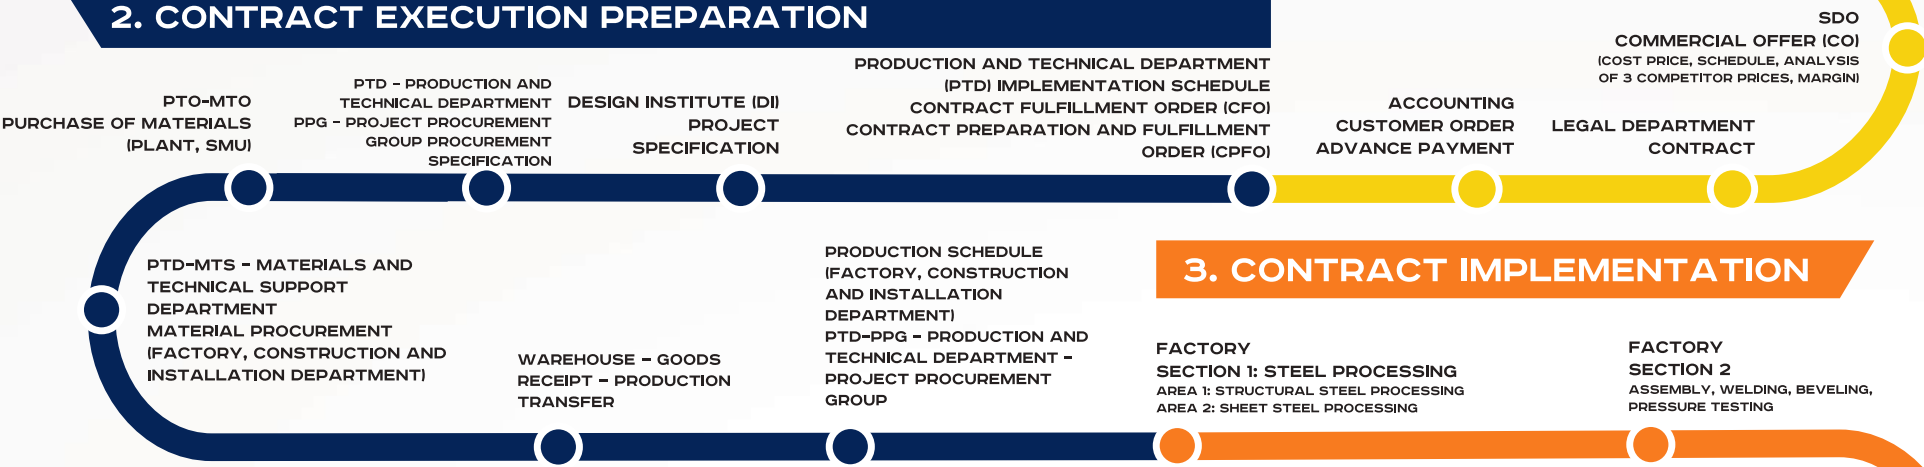 2. CONTRACT EXECUTION PREPARATION
SDO
COMMERCIAL OFFER (CO)
(COST PRICE, SCHEDULE, ANALYSIS
OF 3 COMPETITOR PRICES, MARGIN)
PTO-MTO
PURCHASE OF MATERIALS
(PLANT, SMU)
PTD - PRODUCTION AND
TECHNICAL DEPARTMENT
PPG - PROJECT PROCUREMENT
GROUP PROCUREMENT
SPECIFICATION
DESIGN INSTITUTE (DI)
PROJECT
SPECIFICATION
PRODUCTION AND TECHNICAL DEPARTMENT
(PTD) IMPLEMENTATION SCHEDULE
CONTRACT FULFILLMENT ORDER (CFO)
CONTRACT PREPARATION AND FULFILLMENT
ORDER (CPFO)
ACCOUNTING
CUSTOMER ORDER
ADVANCE PAYMENT
LEGAL DEPARTMENT
CONTRACT
PTD-MTS - MATERIALS AND
TECHNICAL SUPPORT
DEPARTMENT
MATERIAL PROCUREMENT
(FACTORY, CONSTRUCTION AND
INSTALLATION DEPARTMENT)
WAREHOUSE - GOODS
RECEIPT - PRODUCTION
TRANSFER
PRODUCTION SCHEDULE
(FACTORY, CONSTRUCTION
AND INSTALLATION
DEPARTMENT)
PTD-PPG - PRODUCTION AND
TECHNICAL DEPARTMENT -
PROJECT PROCUREMENT
GROUP
3. CONTRACT IMPLEMENTATION
FACTORY
SECTION 1: STEEL PROCESSING
AREA 1: STRUCTURAL STEEL PROCESSING
AREA 2: SHEET STEEL PROCESSING
FACTORY
SECTION 2
ASSEMBLY, WELDING, BEVELING,
PRESSURE TESTING